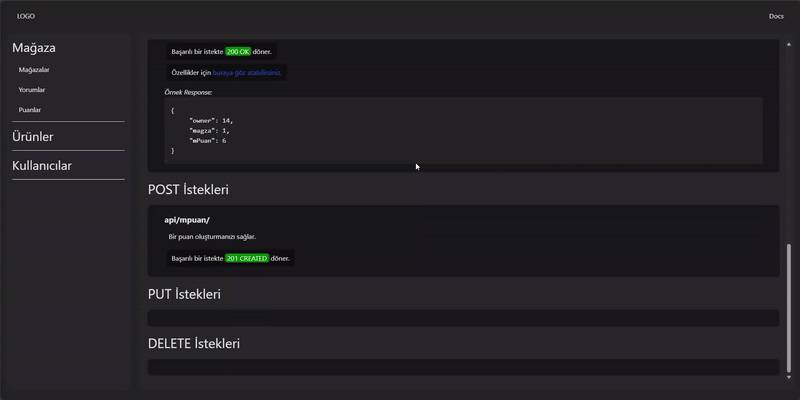 LOGO
Docs
Mağaza
Mağazalar
Yorumlar
Puanlar
Ürünler
Kullanıcılar
Başarılı bir istekte 200 OK döner.
Özellikler için buraya göz atabilirsiniz.
Örnek Response:
{
"owner": 14,
"magza": 1,
"mPuan": 6
}
POST İstekleri
api/mpuan/
Bir puan oluşturmanızı sağlar.
Başarılı bir istekte 201 CREATED döner.
PUT İstekleri
DELETE İstekleri